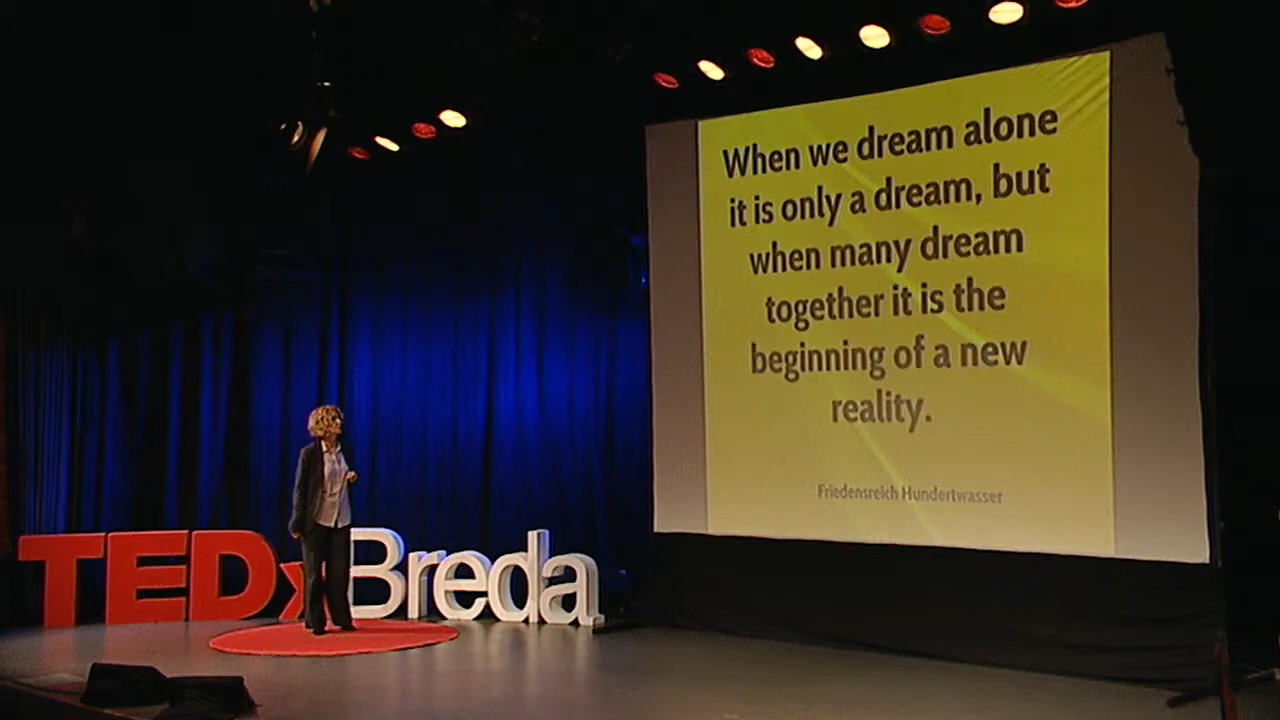 When we dream alone
it is only a dream, but
when many dream
together it is the
beginning of a new
reality.
Friedensreich Hundertwasser
TEDxBreda